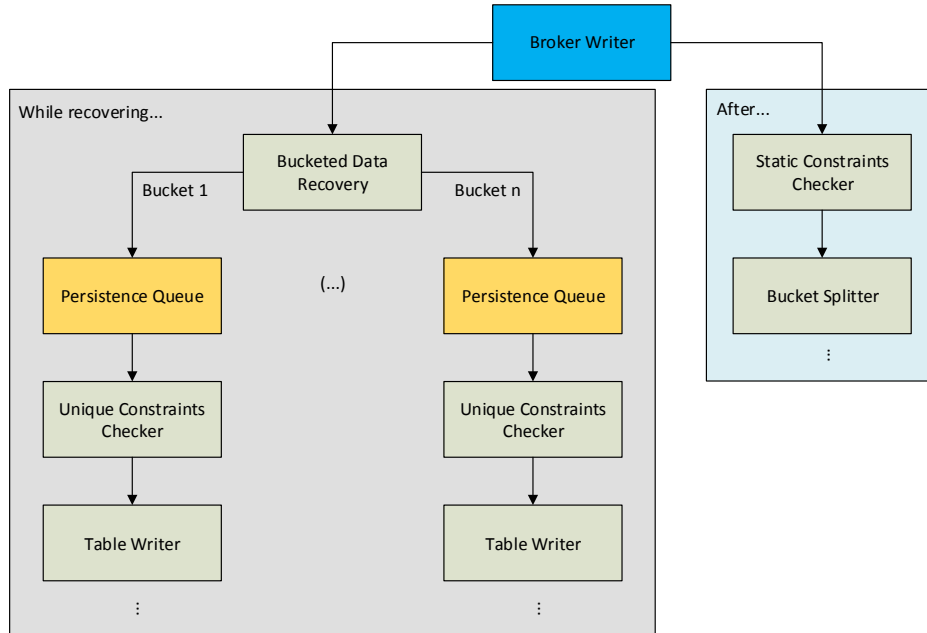 Broker Writer
While recovering...
Bucketed Data
Recovery
Bucket 1
Bucket n
Persistence Queue
(...)
Persistence Queue
Unique Constraints
Checker
Unique Constraints
Checker
Table Writer
Table Writer
...
...
After...
Static Constraints
Checker
Bucket Splitter
...